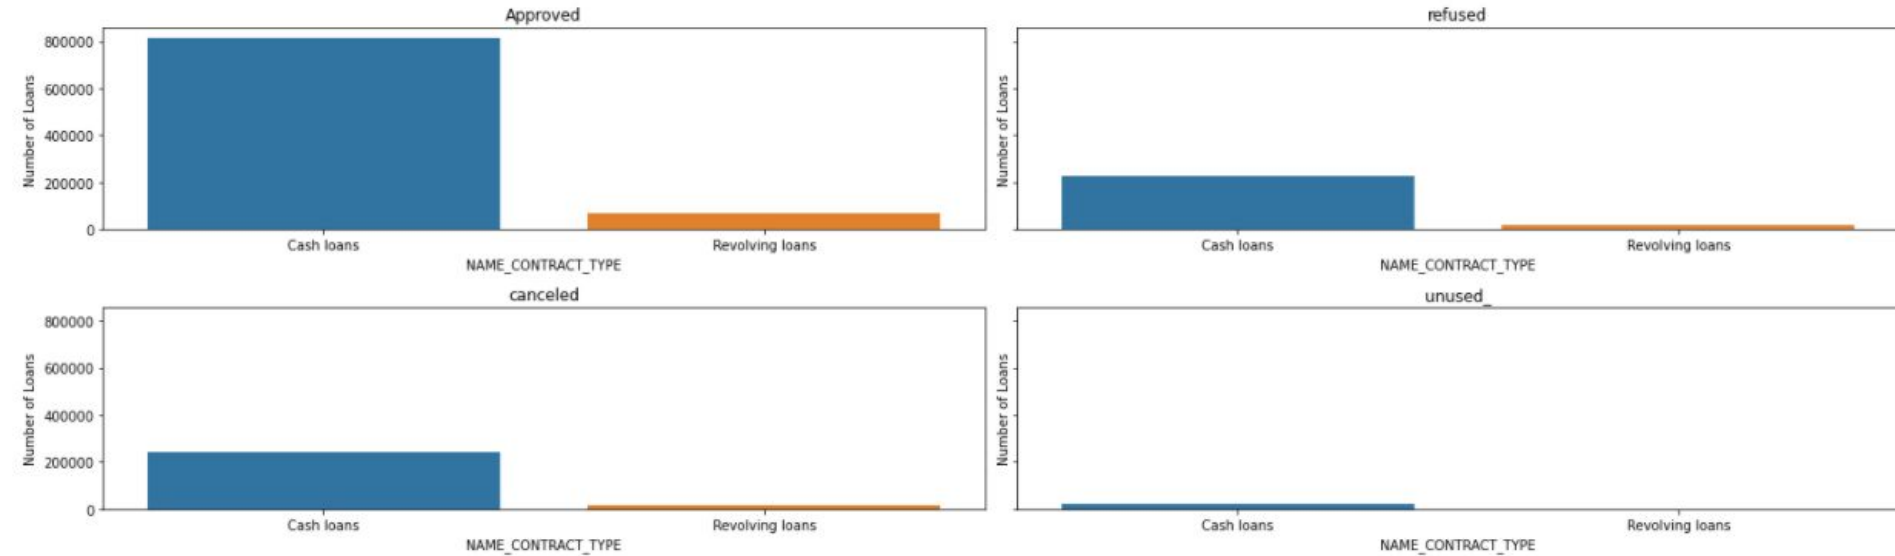 Approved
Number of Loans
800000
600000
400000
200000
0
Cash loans
Revolving loans
NAME_CONTRACT_TYPE
refused
Number of Loans
Cash loans
Revolving loans
NAME_CONTRACT_TYPE
canceled
Number of Loans
800000
600000
400000
200000
0
Cash loans
Revolving loans
NAME_CONTRACT_TYPE
unused_
Number of Loans
Cash loans
Revolving loans
NAME_CONTRACT_TYPE